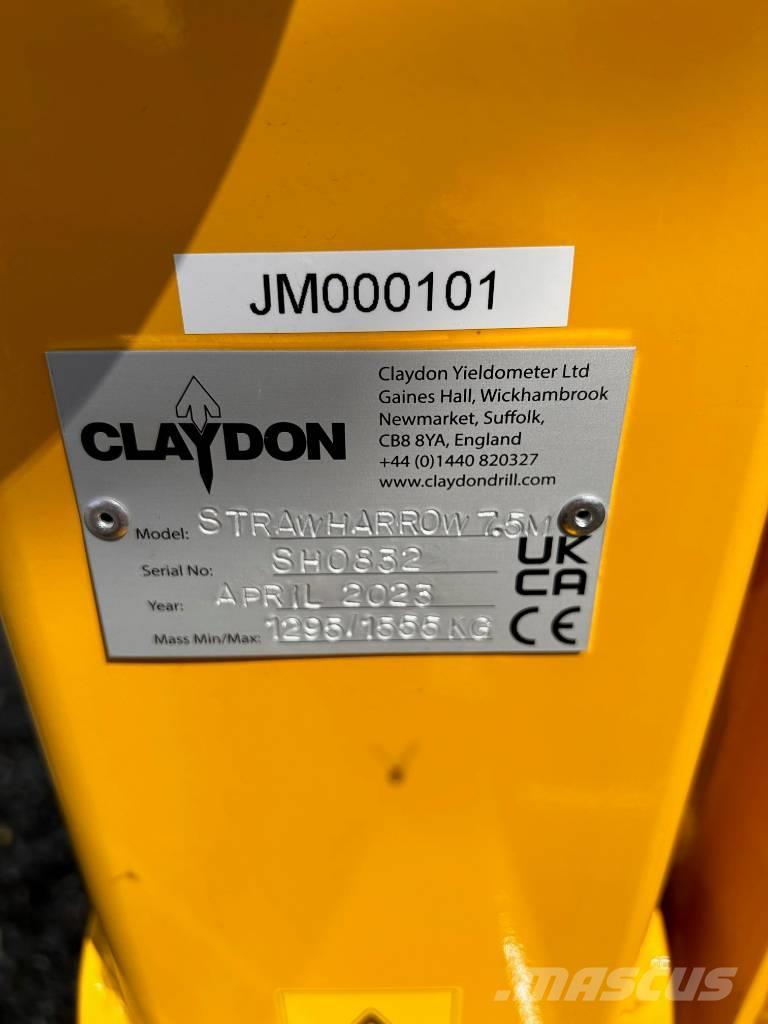 JM000101
CLAYDON
Claydon Yieldometer Ltd
Gaines Hall, Wickhambrook
Newmarket, Suffolk,
CB8 8YA, England
+44 (0)1440 820327
www.claydondrill.com
Model: STRAWHARROW 7.5M
Serial No: SH0832
Year: APRIL 2023
Mass Min/Max: 1295/1555 KG
UK
CA
CE
MASCUS